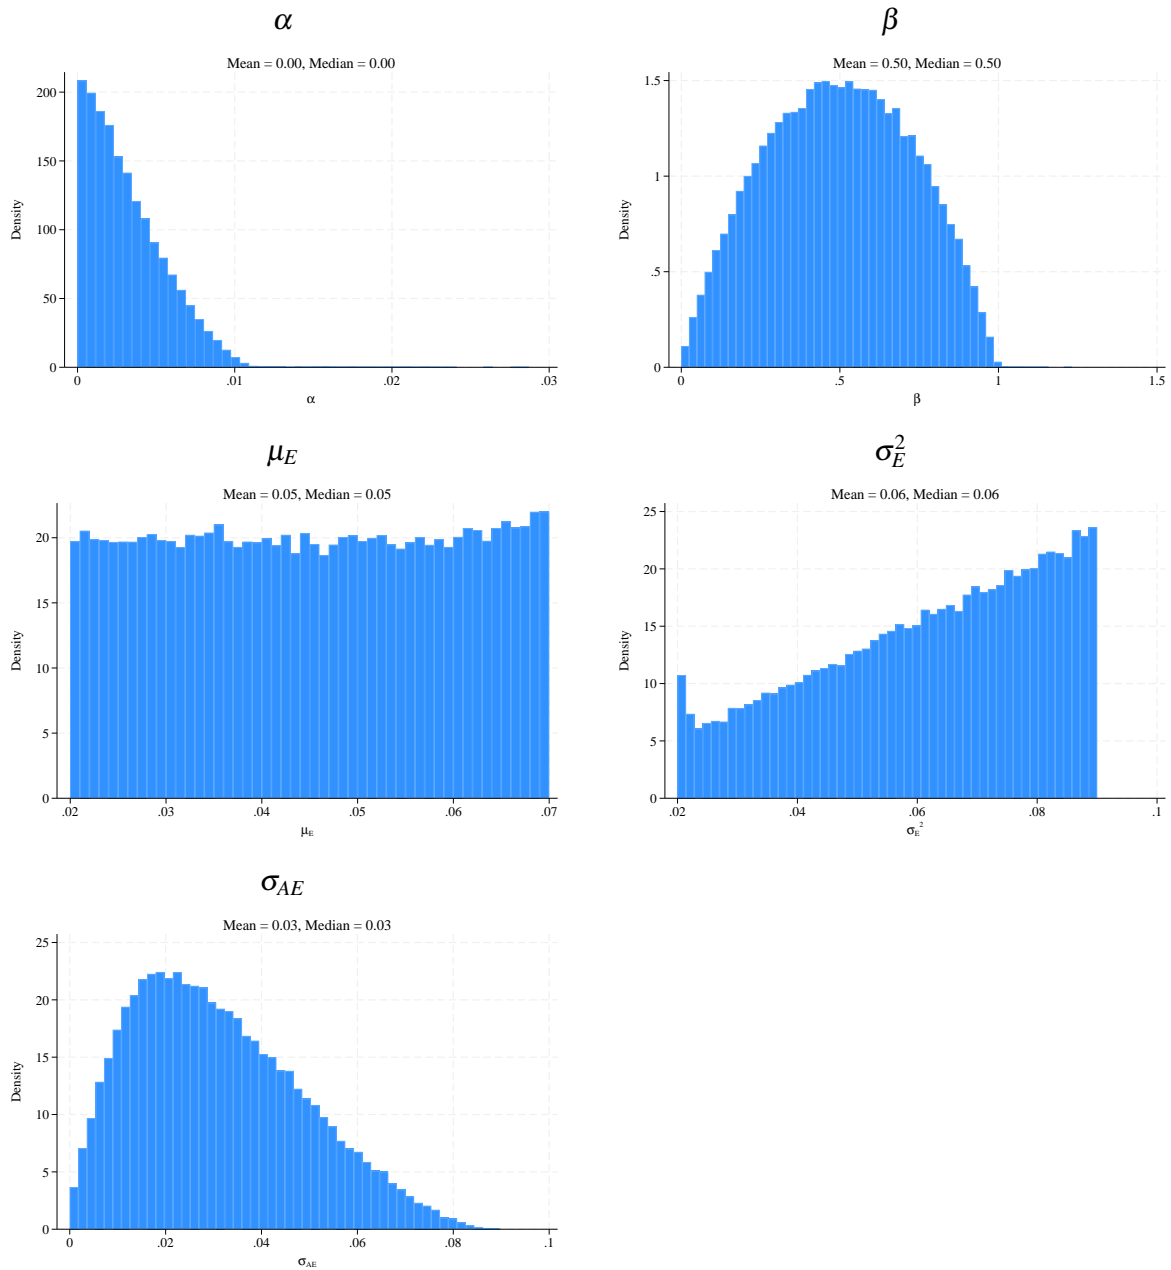 α
Mean = 0.00, Median = 0.00
Density
200
150
100
50
0
0 .01 .02 .03
α
β
Mean = 0.50, Median = 0.50
Density
1.5
1
.5
0
0 .5 1 1.5
β
μE
Mean = 0.05, Median = 0.05
Density
20
15
10
5
0
.02 .03 .04 .05 .06 .07
μE
σE2
Mean = 0.06, Median = 0.06
Density
25
20
15
10
5
0
.02 .04 .06 .08 .1
σE2
σAE
Mean = 0.03, Median = 0.03
Density
25
20
15
10
5
0
0 .02 .04 .06 .08 .1
σAE